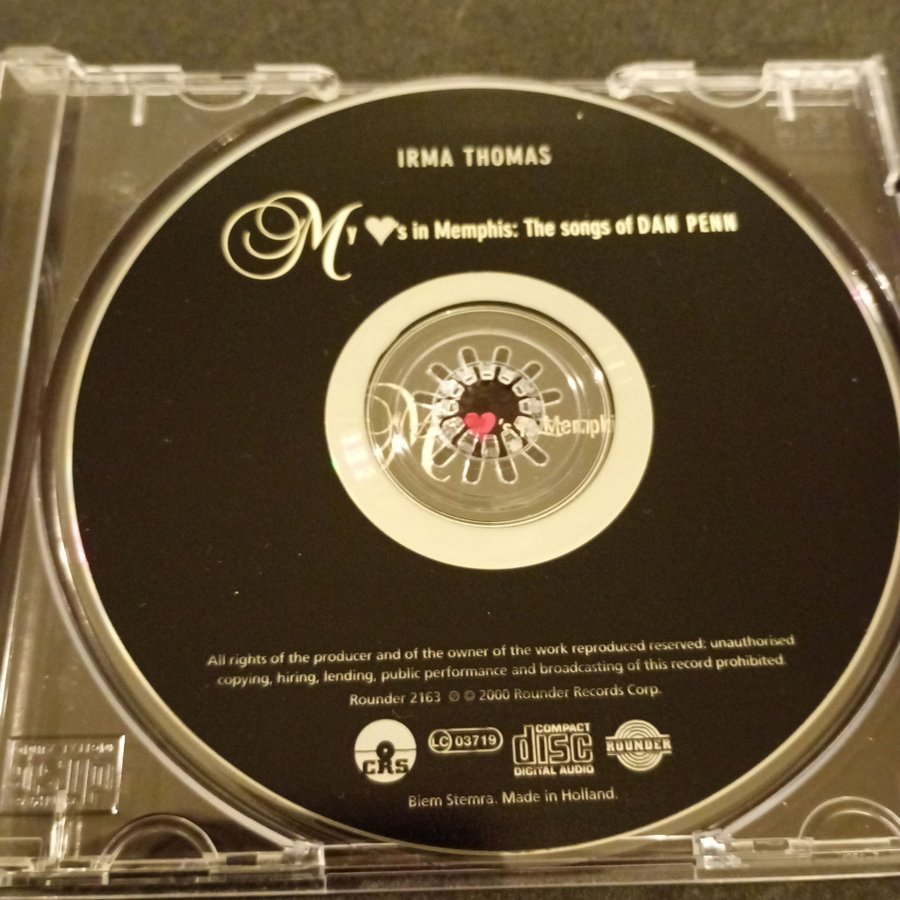 IRMA THOMAS
My ♥s in Memphis: The songs of DAN PENN
♥'s Memphi
All rights of the producer and of the owner of the work reproduced reserved: unauthorised
copying, hiring, lending, public performance and broadcasting of this record prohibited.
Rounder 2163 ℗ © 2000 Rounder Records Corp.
CRS
LC 03719
COMPACT
disc
DIGITAL AUDIO
ROUNDER
Biem Stemra. Made in Holland.